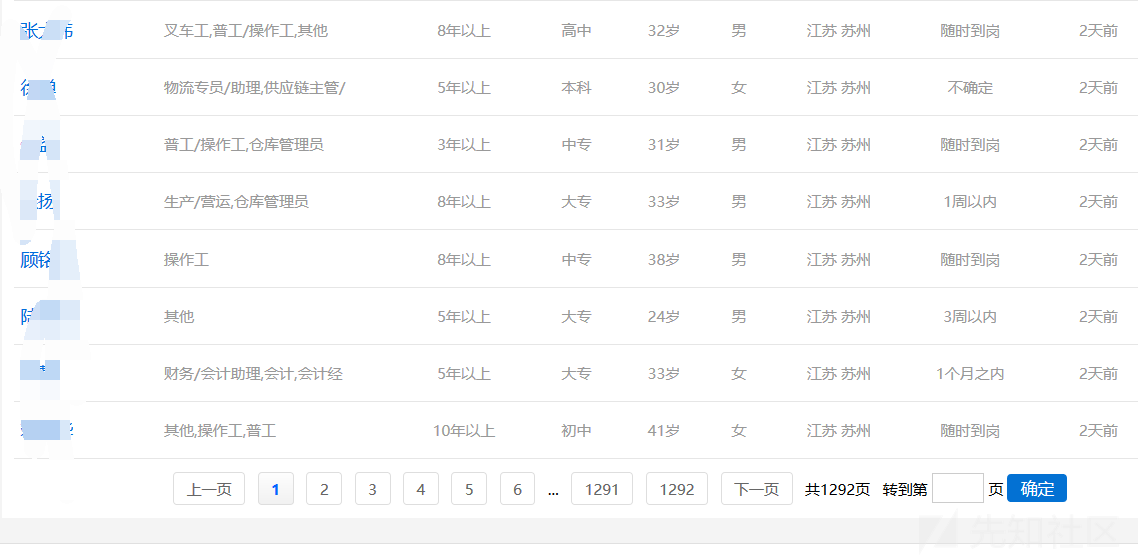 张 叉车工,普工/操作工,其他 8年以上 高中 32岁 男 江苏 苏州 随时到岗 2天前
物流专员/助理,供应链主管/ 5年以上 本科 30岁 女 江苏 苏州 不确定 2天前
普工/操作工,仓库管理员 3年以上 中专 31岁 男 江苏 苏州 随时到岗 2天前
扬 生产/营运,仓库管理员 8年以上 大专 33岁 男 江苏 苏州 1周以内 2天前
顾铭 操作工 8年以上 中专 38岁 男 江苏 苏州 随时到岗 2天前
其他 5年以上 大专 24岁 男 江苏 苏州 3周以内 2天前
财务/会计助理,会计,会计经 5年以上 大专 33岁 女 江苏 苏州 1个月之内 2天前
其他,操作工,普工 10年以上 初中 41岁 女 江苏 苏州 随时到岗 2天前
上一页 1 2 3 4 5 6 ... 1291 1292 下一页 共1292页 转到第 页 确定
先知社区